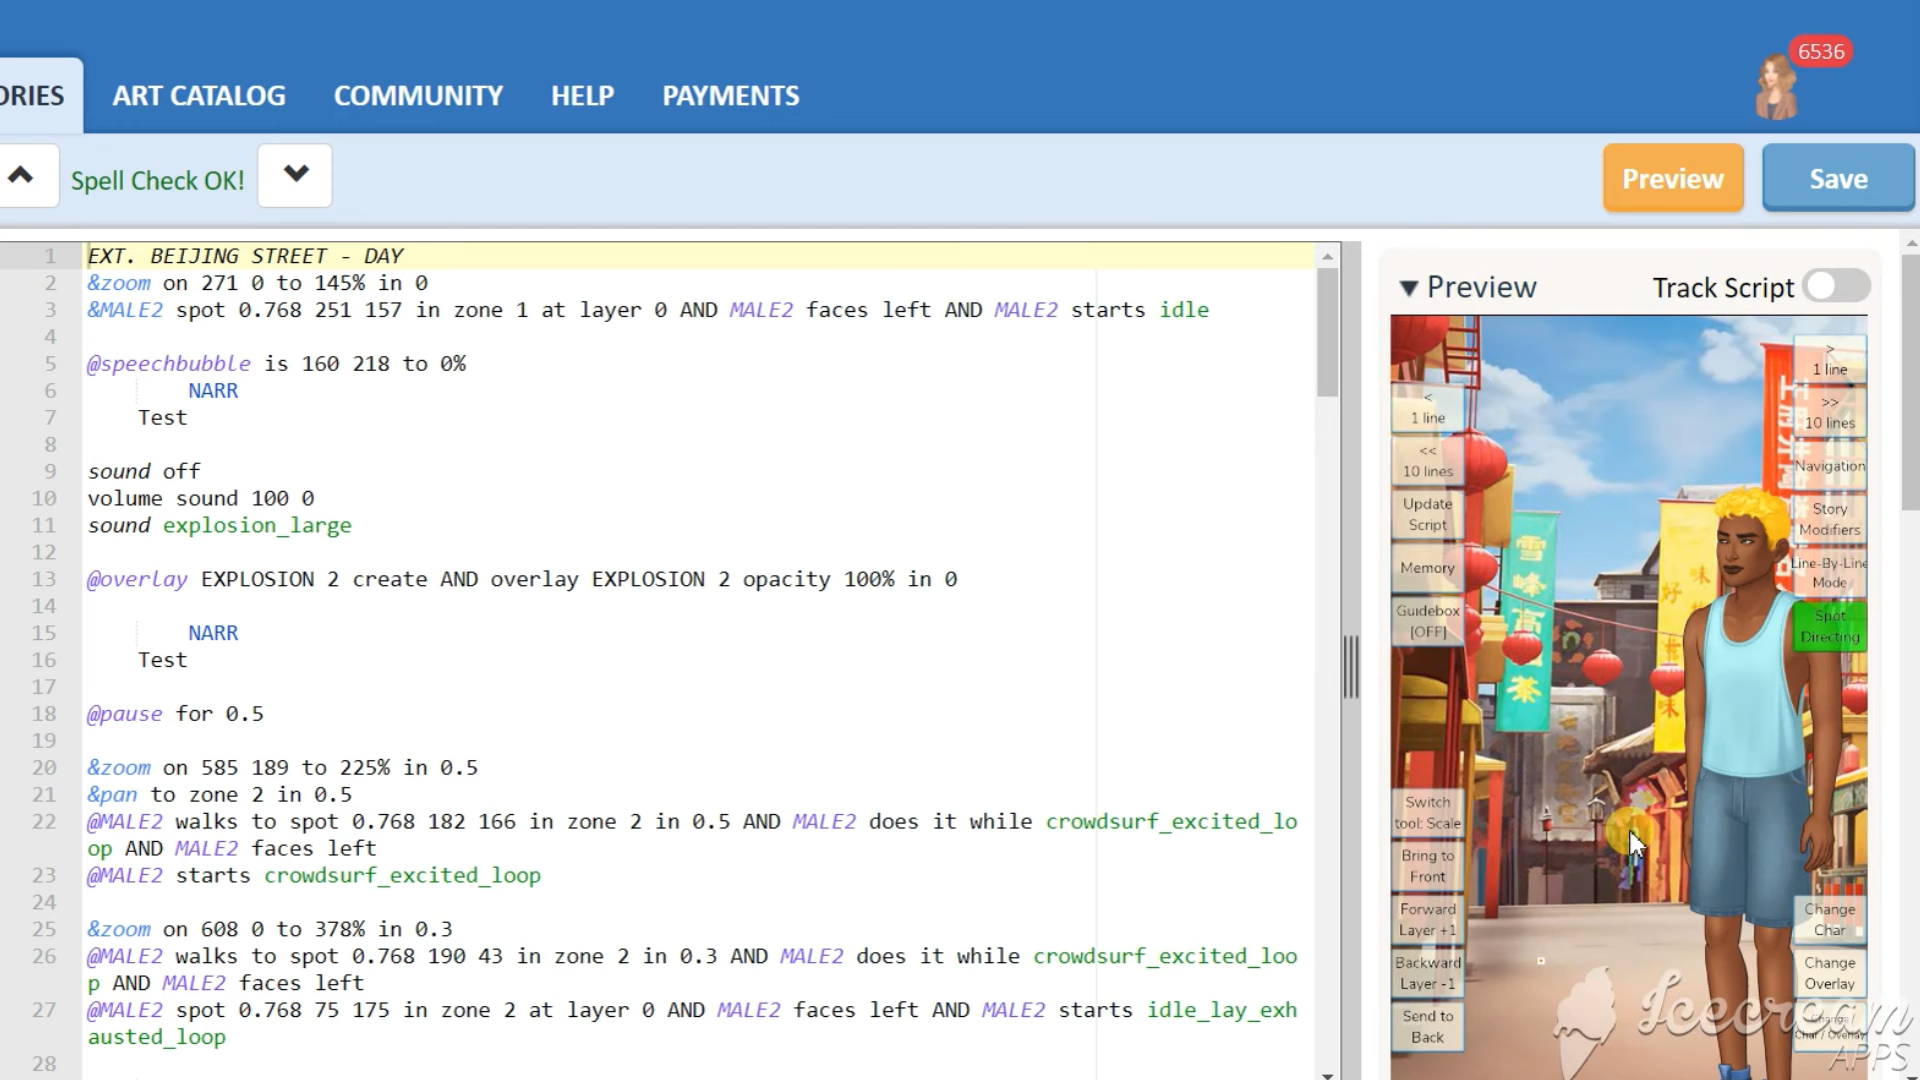 ORIES
ART CATALOG
COMMUNITY
HELP
PAYMENTS
6536
Spell Check OK!
Preview
Save
1 EXT. BEIJING STREET - DAY
2 &zoom on 271 0 to 145% in 0
3 &MALE2 spot 0.768 251 157 in zone 1 at layer 0 AND MALE2 faces left AND MALE2 starts idle
4
5 @speechbubble is 160 218 to 0%
6 NARR
7 Test
8
9 sound off
10 volume sound 100 0
11 sound explosion_large
12
13 @overlay EXPLOSION 2 create AND overlay EXPLOSION 2 opacity 100% in 0
14
15 NARR
16 Test
17
18 @pause for 0.5
19
20 &zoom on 585 189 to 225% in 0.5
21 &pan to zone 2 in 0.5
22 @MALE2 walks to spot 0.768 182 166 in zone 2 in 0.5 AND MALE2 does it while crowdsurf_excited_lo
op AND MALE2 faces left
23 @MALE2 starts crowdsurf_excited_loop
24
25 &zoom on 608 0 to 378% in 0.3
26 @MALE2 walks to spot 0.768 190 43 in zone 2 in 0.3 AND MALE2 does it while crowdsurf_excited_loo
p AND MALE2 faces left
27 @MALE2 spot 0.768 75 175 in zone 2 at layer 0 AND MALE2 faces left AND MALE2 starts idle_lay_exh
austed_loop
28
Preview
Track Script
<
1 line
<<
10 lines
Update
Script
Memory
Guidebox
[OFF]
Switch
tool: Scale
Bring to
Front
Forward
Layer +1
Backward
Layer -1
Send to
Back
>
1 line
>>
10 lines
Navigation
Story
Modifiers
Line-By-Line
Mode
Spot
Directing
Change
Char
Change
Overlay
Change
Char / Overlay
雪
峰
高
茶
好
味
Icecream
APPS